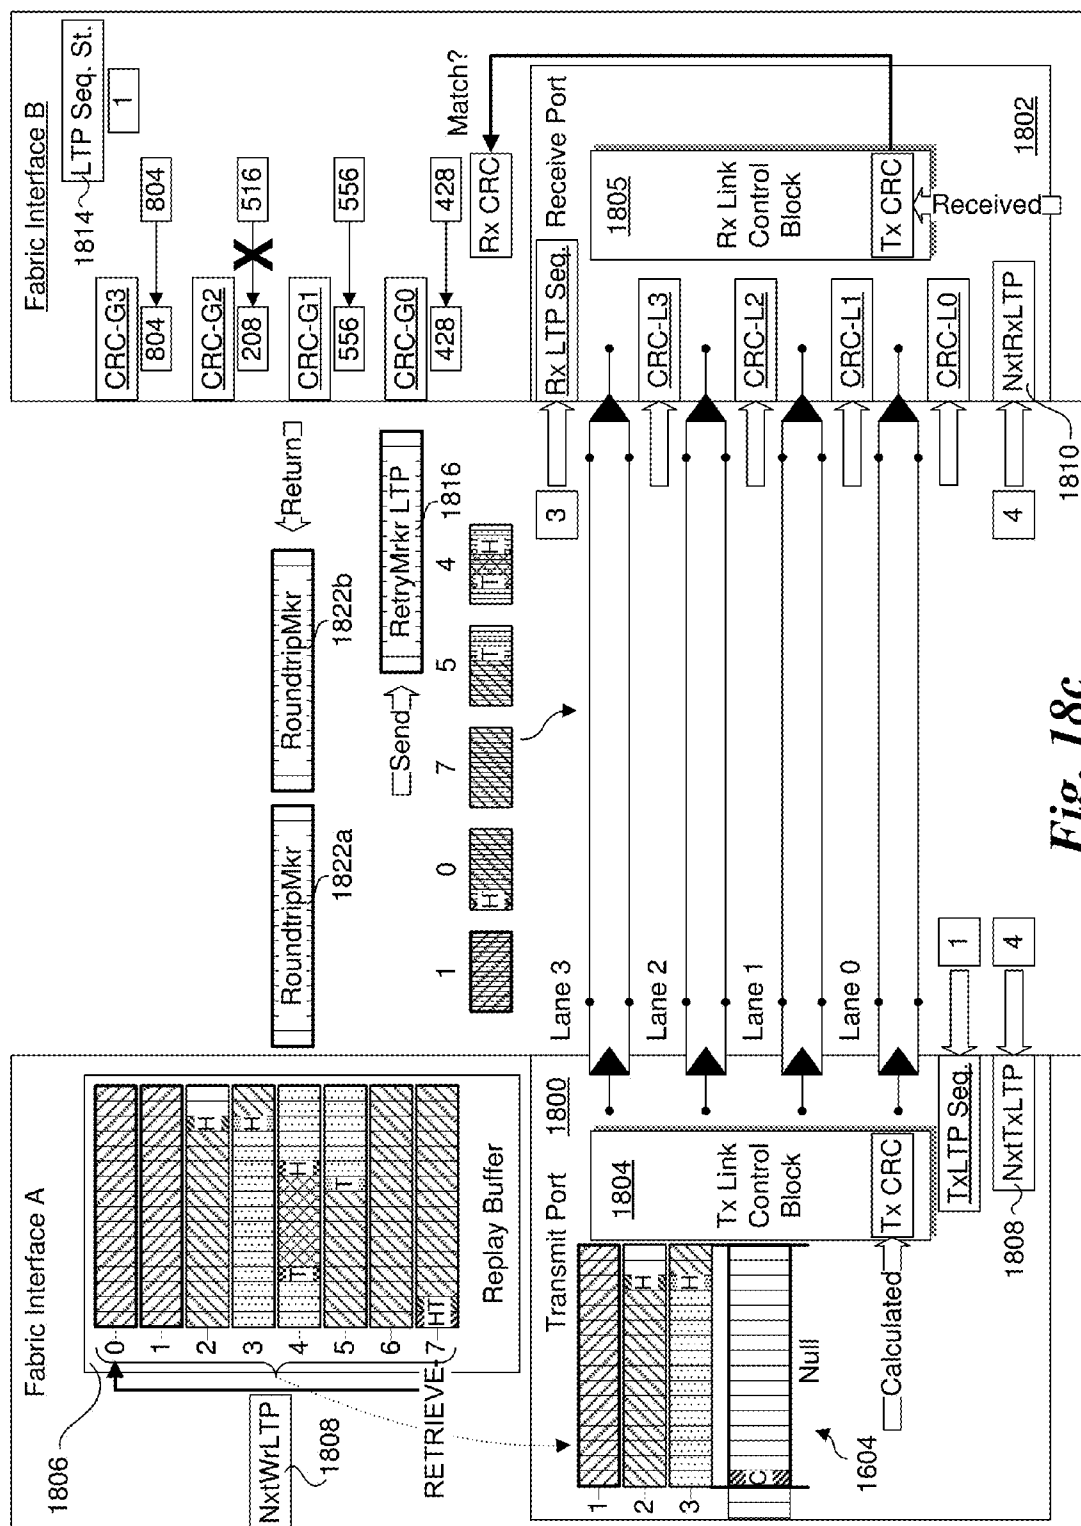 Fabric Interface A
1806
0
1
2
H
3
H
4
T
H
5
T
6
7
HT
Replay Buffer
NxtWrLTP
1808
RETRIEVE
RoundtripMkr
1822a
RoundtripMkr
1822b
Return
Send
RetryMrkr LTP
1816
1
0
H
7
5
T
4
T
H
Fabric Interface B
1814
LTP Seq. St.
1
CRC-G3
804
804
CRC-G2
208
516
CRC-G1
556
556
CRC-G0
428
428
Rx CRC
Match?
Transmit Port
1800
1
2
H
3
H
C
Null
1604
1804
Tx Link
Control
Block
Tx CRC
Calculated
TxLTP Seq.
1
1808
NxtTxLTP
4
Lane 3
Lane 2
Lane 1
Lane 0
3
Rx LTP Seq.
CRC-L3
CRC-L2
CRC-L1
CRC-L0
4
NxtRxLTP
1810
Receive Port
1805
Rx Link
Control
Block
Tx CRC
Received
1802
Fig. 18c